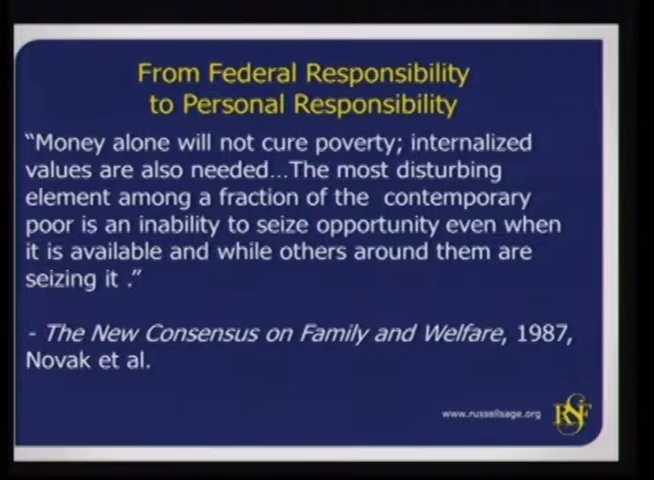 From Federal Responsibility
to Personal Responsibility
“Money alone will not cure poverty; internalized
values are also needed...The most disturbing
element among a fraction of the contemporary
poor is an inability to seize opportunity even when
it is available and while others around them are
seizing it .”
- The New Consensus on Family and Welfare, 1987,
Novak et al.
www.russellsage.org RSF